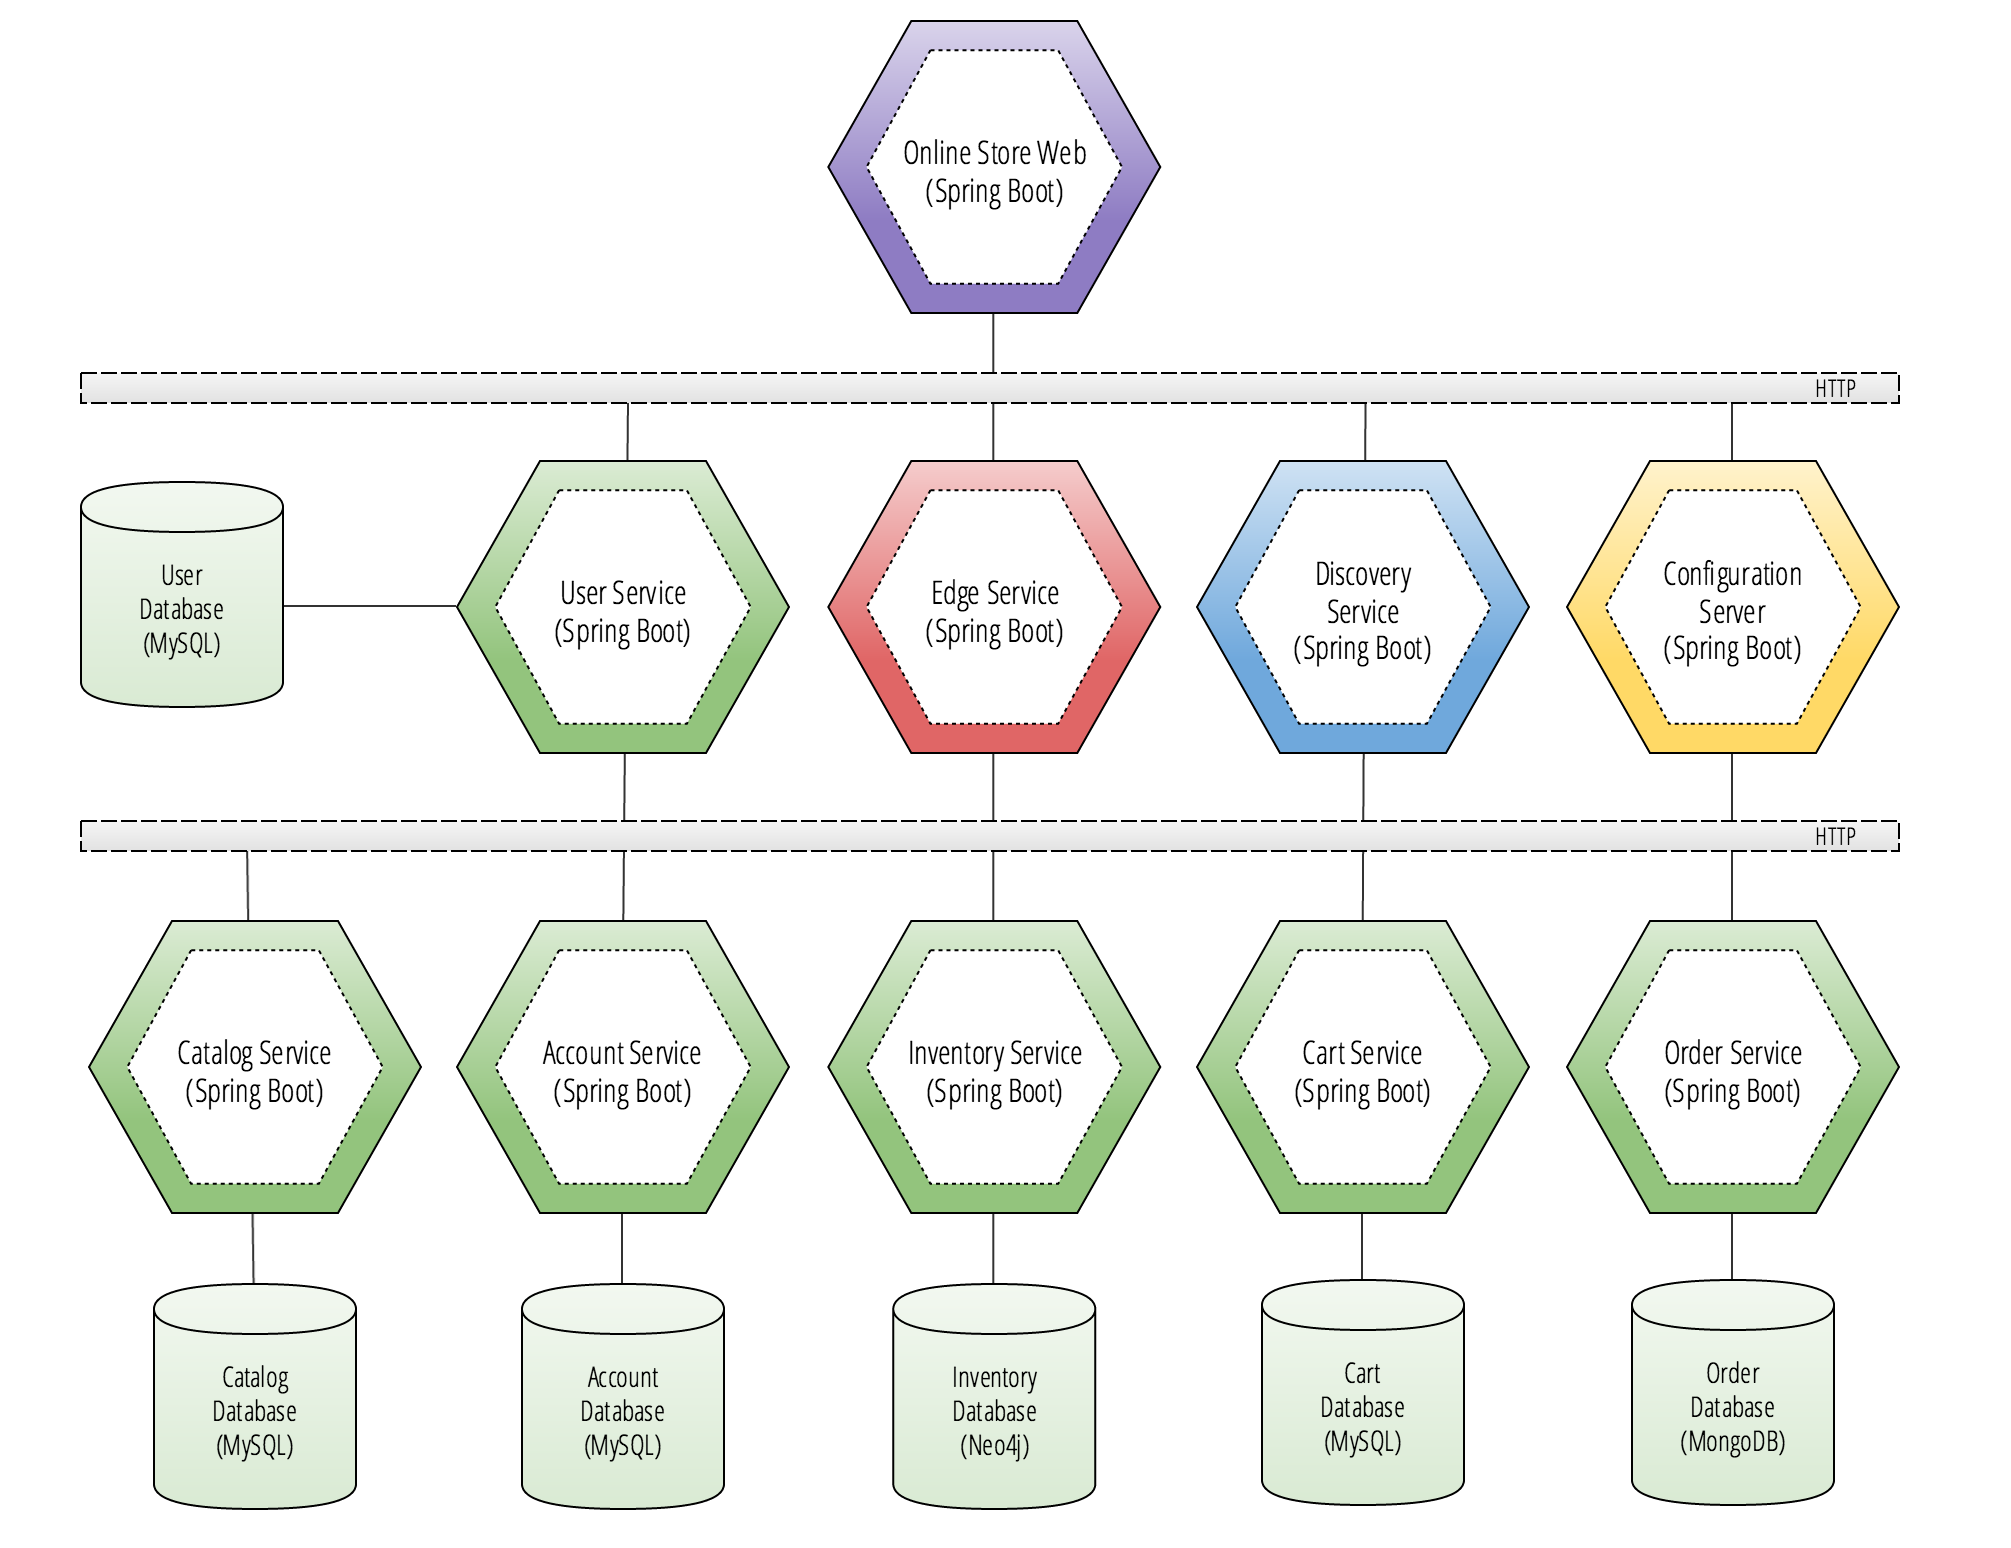 Online Store Web
(Spring Boot)
HTTP
User
Database
(MySQL)
User Service
(Spring Boot)
Edge Service
(Spring Boot)
Discovery
Service
(Spring Boot)
Configuration
Server
(Spring Boot)
HTTP
Catalog Service
(Spring Boot)
Account Service
(Spring Boot)
Inventory Service
(Spring Boot)
Cart Service
(Spring Boot)
Order Service
(Spring Boot)
Catalog
Database
(MySQL)
Account
Database
(MySQL)
Inventory
Database
(Neo4j)
Cart
Database
(MySQL)
Order
Database
(MongoDB)